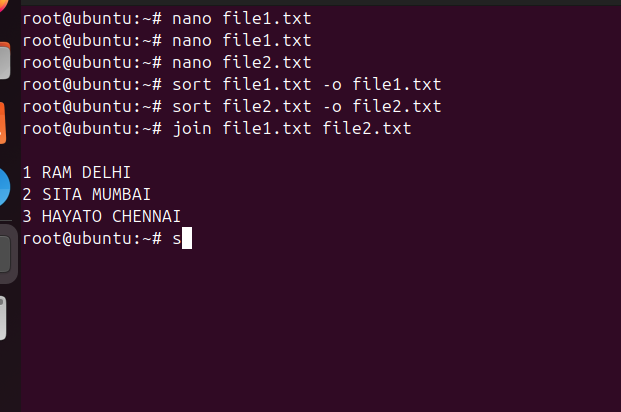 root@ubuntu:~# nano file1.txt
root@ubuntu:~# nano file1.txt
root@ubuntu:~# nano file2.txt
root@ubuntu:~# sort file1.txt -o file1.txt
root@ubuntu:~# sort file2.txt -o file2.txt
root@ubuntu:~# join file1.txt file2.txt

1 RAM DELHI
2 SITA MUMBAI
3 HAYATO CHENNAI
root@ubuntu:~# s